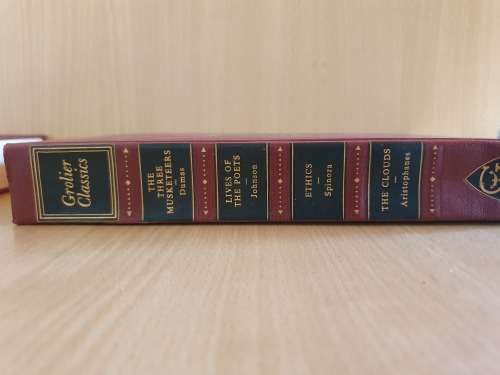 Grolier
Classics
THE
THREE
MUSKETEERS
Dumas
LIVES OF
THE POETS
Johnson
ETHICS
Spinoza
THE CLOUDS
Aristophanes